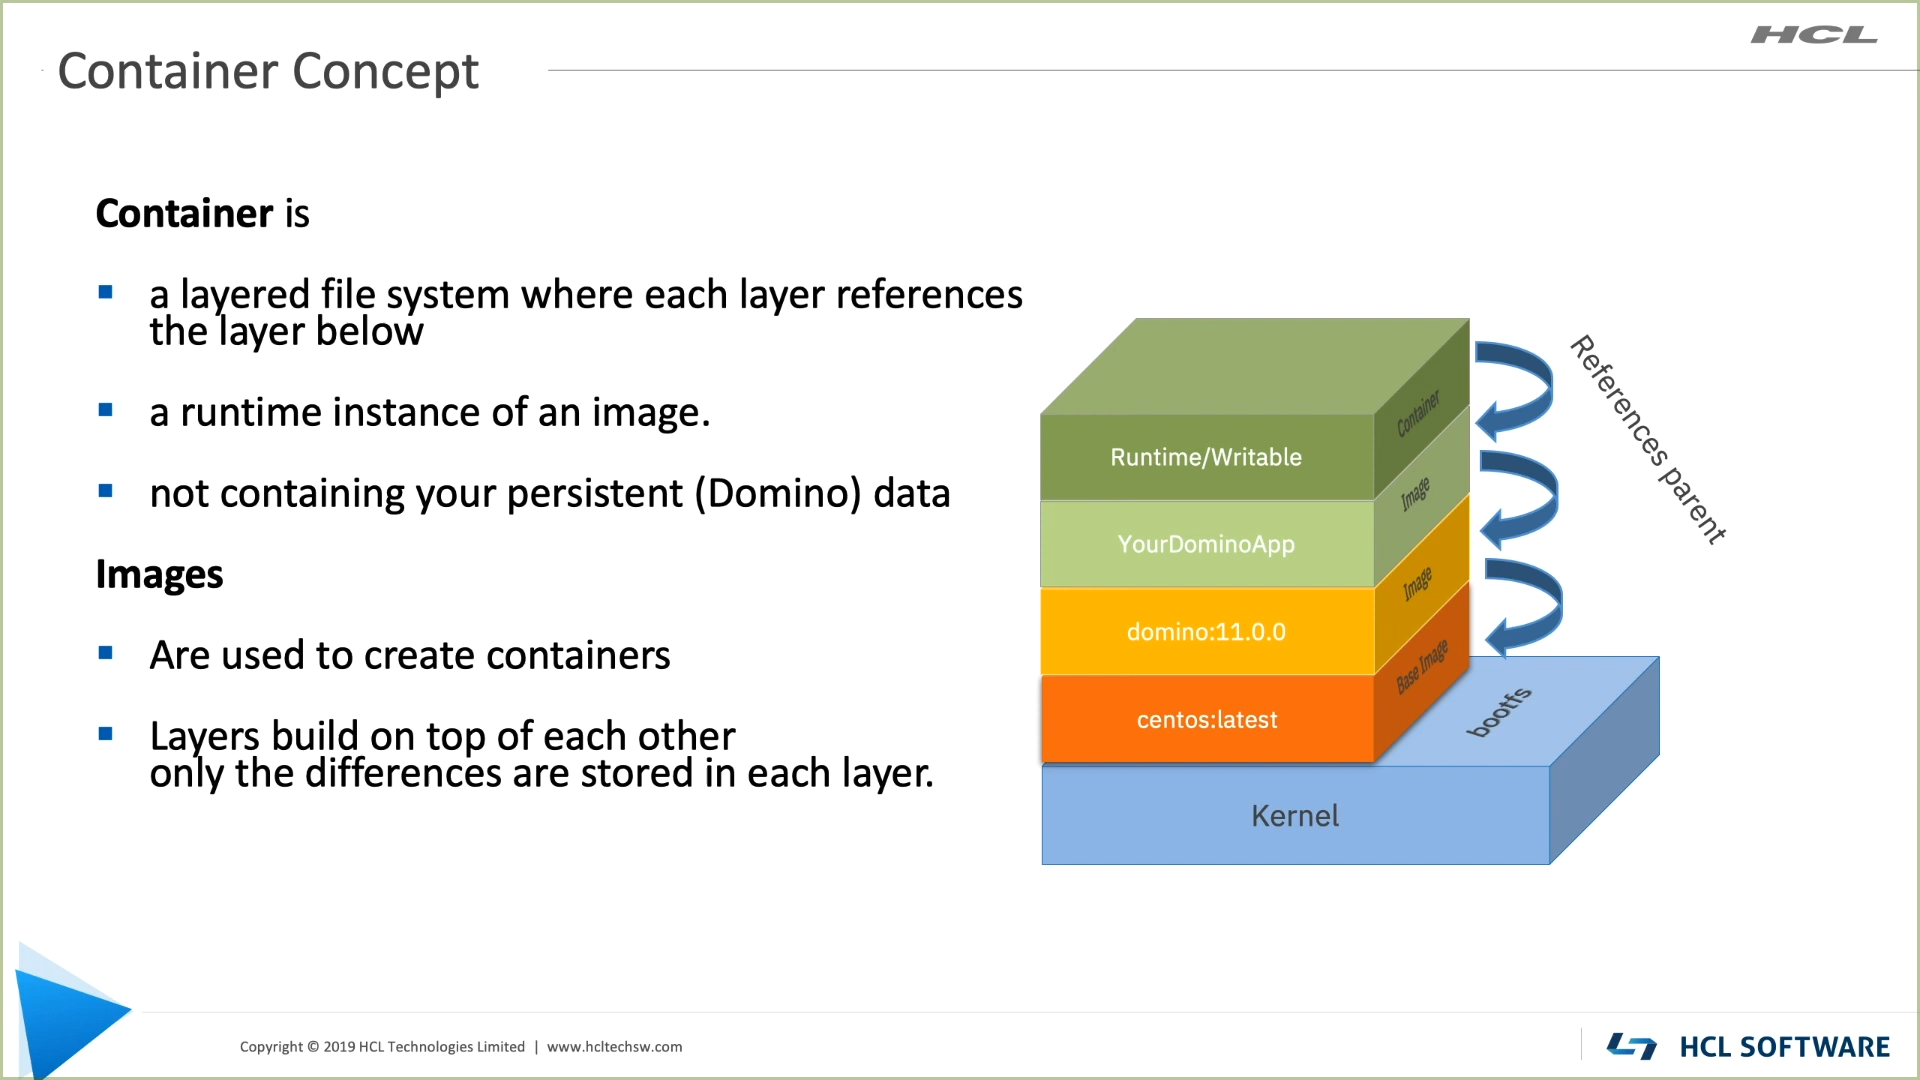 HCL
Container Concept
Container is
▪ a layered file system where each layer references
the layer below
▪ a runtime instance of an image.
▪ not containing your persistent (Domino) data
Images
▪ Are used to create containers
▪ Layers build on top of each other
only the differences are stored in each layer.
Runtime/Writable
Container
YourDominoApp
Image
domino:11.0.0
Image
centos:latest
Base Image
Kernel
bootfs
References parent
Copyright © 2019 HCL Technologies Limited | www.hcltechsw.com
HCL SOFTWARE